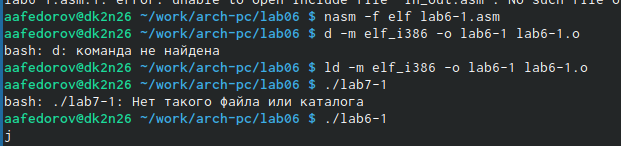 lab6-1.asm:1: error: unable to open include file `in_out.asm': No such file o
aafedorov@dk2n26 ~/work/arch-pc/lab06 $ nasm -f elf lab6-1.asm
aafedorov@dk2n26 ~/work/arch-pc/lab06 $ d -m elf_i386 -o lab6-1 lab6-1.o
bash: d: команда не найдена
aafedorov@dk2n26 ~/work/arch-pc/lab06 $ ld -m elf_i386 -o lab6-1 lab6-1.o
aafedorov@dk2n26 ~/work/arch-pc/lab06 $ ./lab7-1
bash: ./lab7-1: Нет такого файла или каталога
aafedorov@dk2n26 ~/work/arch-pc/lab06 $ ./lab6-1
j